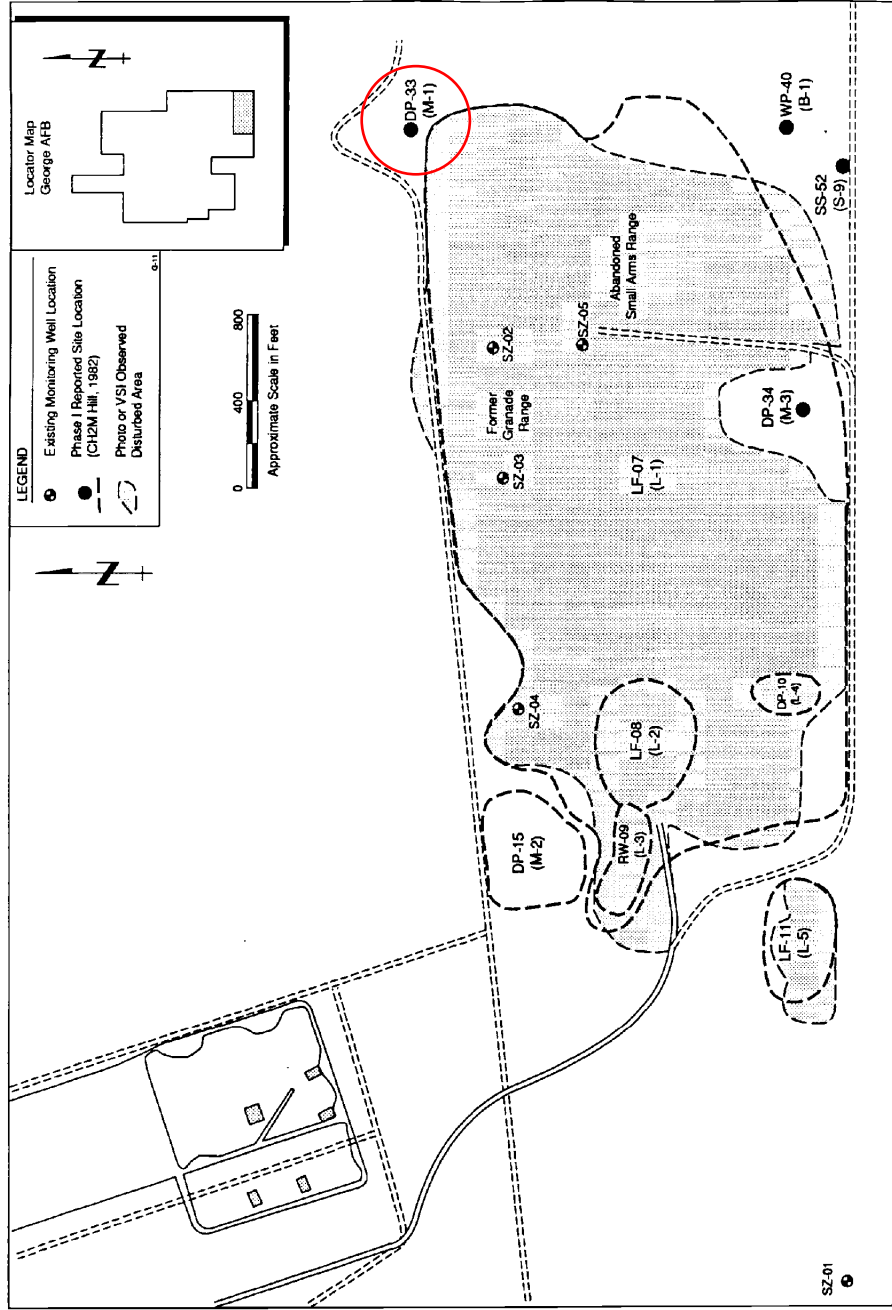 LEGEND
Existing Monitoring Well Location
Phase I Reported Site Location
(CH2M Hill, 1982)
Photo or VSI Observed
Disturbed Area
G-11
Locator Map
George AFB
N
N
0 400 800
Approximate Scale in Feet
DP-33
(M-1)
SZ-02
SZ-03
Former
Granade
Range
SZ-04
SZ-05
Abandoned
Small Arms Range
DP-15
(M-2)
LF-07
(L-1)
LF-08
(L-2)
RW-09
(L-3)
DP-10
(L-4)
DP-34
(M-3)
WP-40
(B-1)
SS-52
(S-9)
LF-11
(L-5)
SZ-01